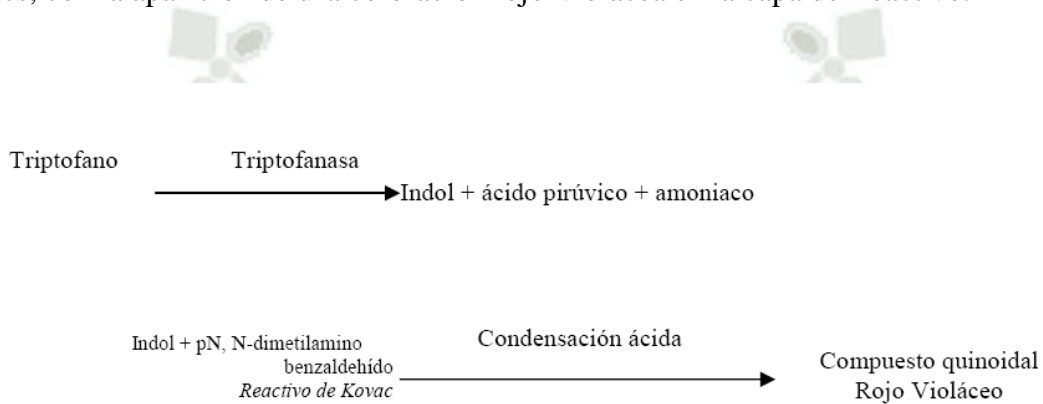 Triptofano Triptofanasa
Indol + ácido pirúvico + amoniaco
Indol + pN, N-dimetilamino
benzaldehído
Reactivo de Kovac
Condensación ácida
Compuesto quinoidal
Rojo Violáceo